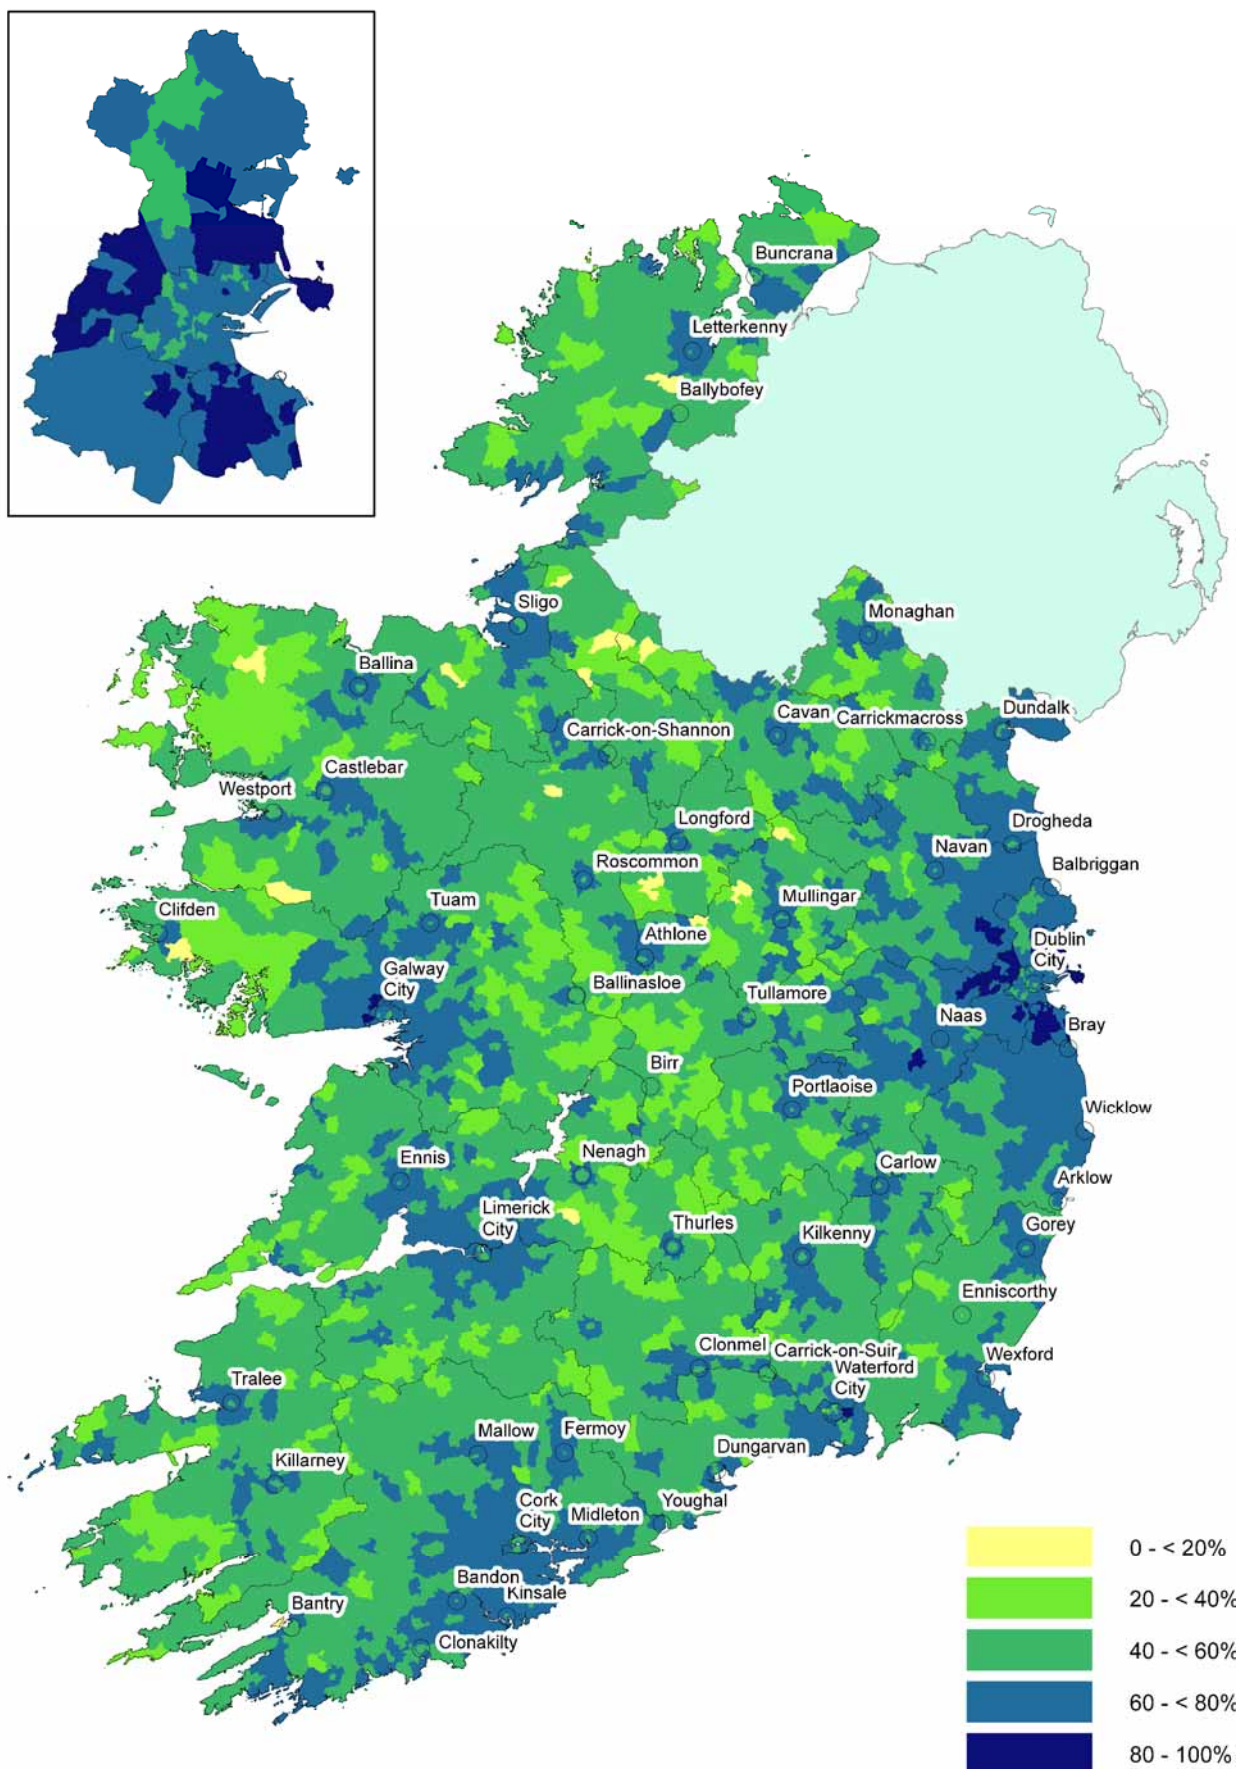 Buncrana
Letterkenny
Ballybofey
Sligo
Monaghan
Ballina
Dundalk
Cavan
Carrickmacross
Carrick-on-Shannon
Castlebar
Westport
Longford
Drogheda
Navan
Roscommon
Balbriggan
Mullingar
Clifden
Tuam
Athlone
Dublin
City
Galway
City
Ballinasloe
Tullamore
Naas
Bray
Birr
Portlaoise
Wicklow
Ennis
Nenagh
Carlow
Arklow
Limerick
City
Thurles
Kilkenny
Gorey
Enniscorthy
Clonmel
Carrick-on-Suir
Wexford
Waterford
City
Tralee
Mallow
Fermoy
Dungarvan
Killarney
Cork
City
Midleton
Youghal
Bandon
Kinsale
Bantry
Clonakilty
0 - < 20%
20 - < 40%
40 - < 60%
60 - < 80%
80 - 100%